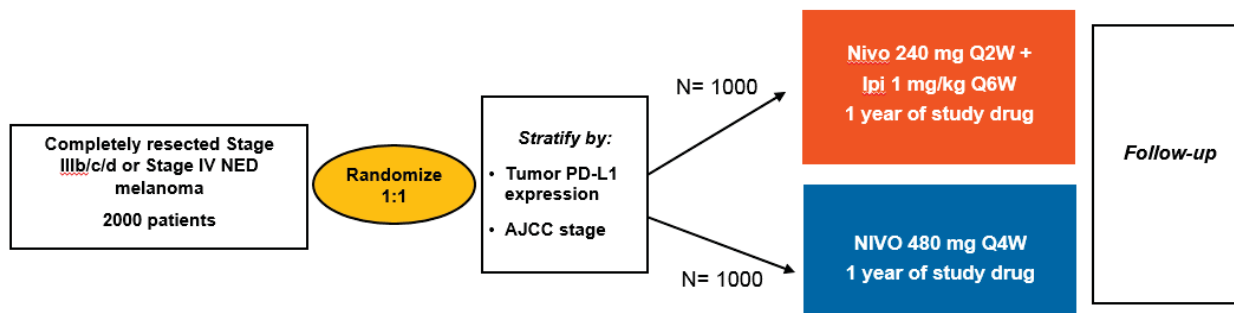 Completely resected Stage
IIIb/c/d or Stage IV NED
melanoma
2000 patients
Randomize
1:1
Stratify by:
• Tumor PD-L1
expression
• AJCC stage
N= 1000
N= 1000
Nivo 240 mg Q2W +
Ipi 1 mg/kg Q6W
1 year of study drug
NIVO 480 mg Q4W
1 year of study drug
Follow-up